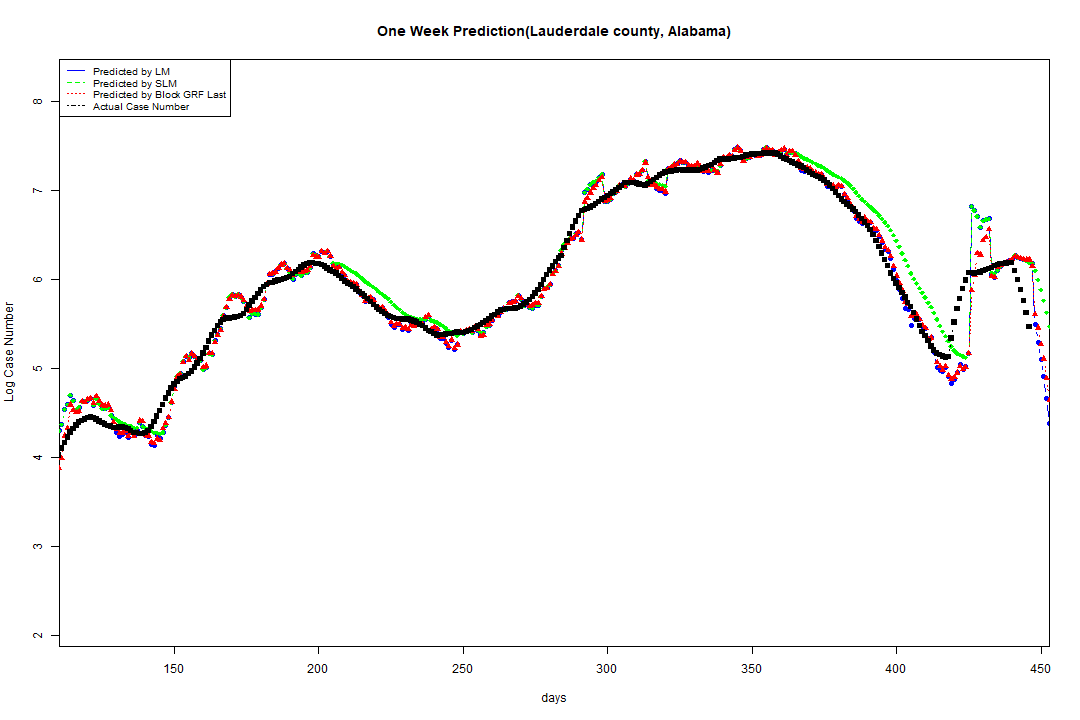 One Week Prediction(Lauderdale county, Alabama)
Predicted by LM
Predicted by SLM
Predicted by Block GRF Last
Actual Case Number
8
7
6
5
4
3
2
Log Case Number
150 200 250 300 350 400 450
days